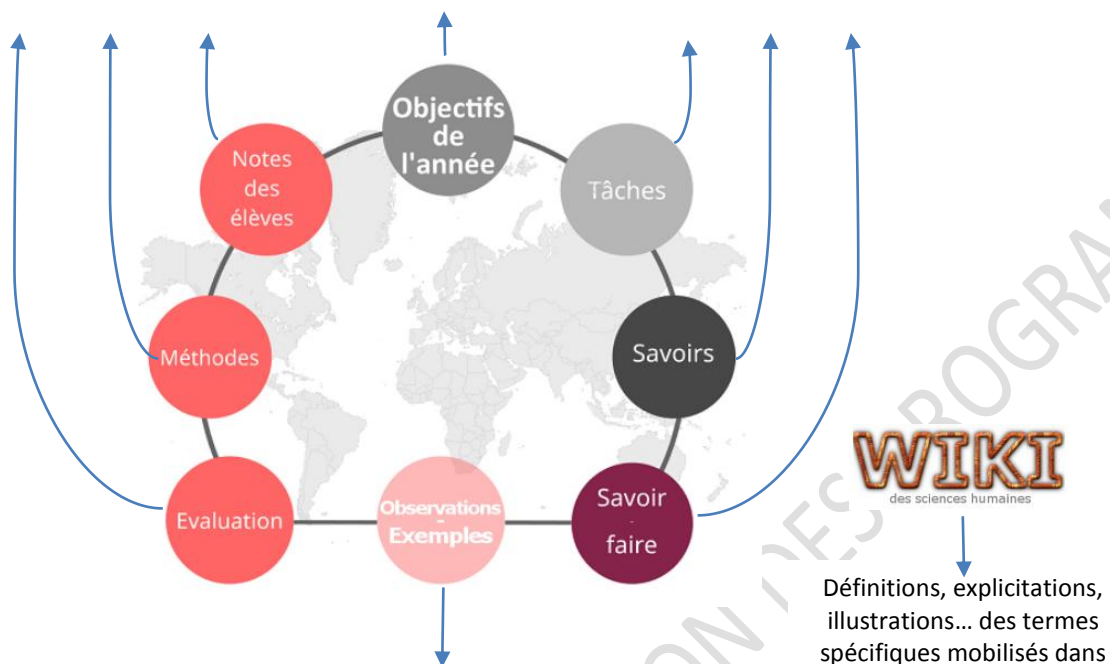 Objectifs
de
l'année
Notes
des
élèves
Tâches
Méthodes
Savoirs
Evaluation
Observations
-
Exemples
Savoir
-
faire
WIKI
des sciences humaines
Définitions, explicitations,
illustrations… des termes
spécifiques mobilisés dans